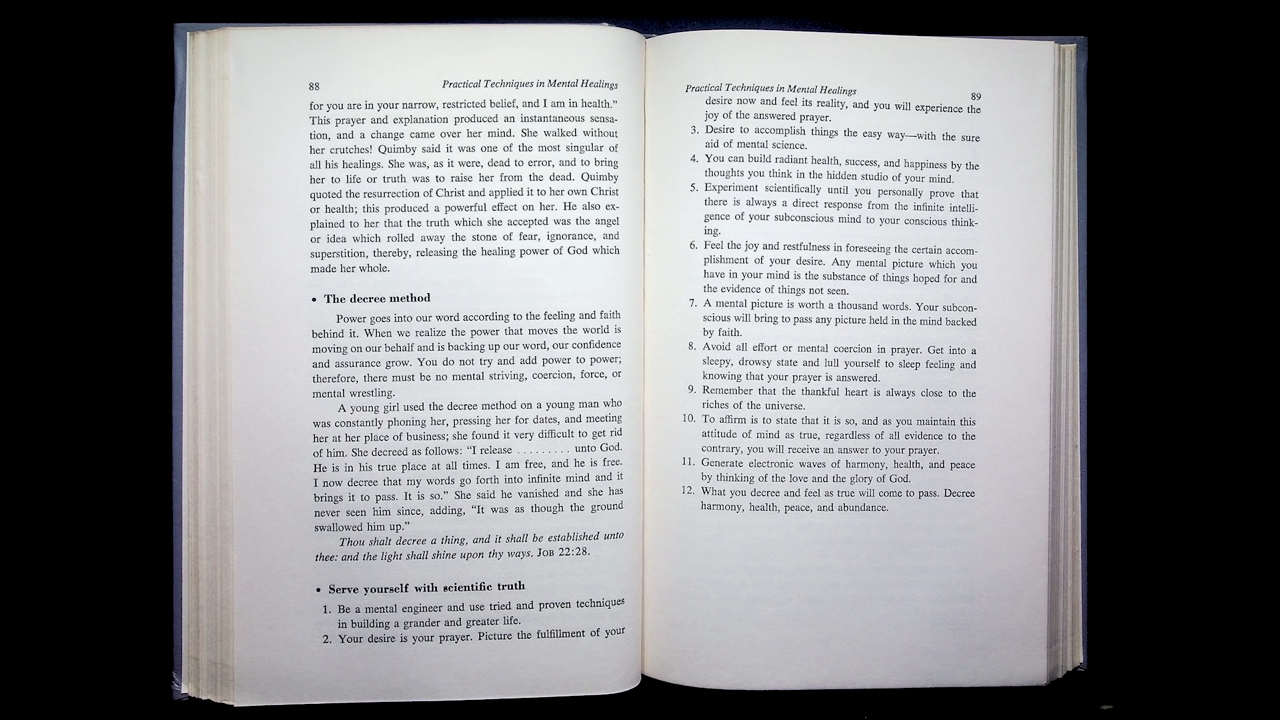 88
Practical Techniques in Mental Healings
for you are in your narrow, restricted belief, and I am in health."
This prayer and explanation produced an instantaneous sensa-
tion, and a change came over her mind. She walked without
her crutches! Quimby said it was one of the most singular of
all his healings. She was, as it were, dead to error, and to bring
her to life or truth was to raise her from the dead. Quimby
quoted the resurrection of Christ and applied it to her own Christ
or health; this produced a powerful effect on her. He also ex-
plained to her that the truth which she accepted was the angel
or idea which rolled away the stone of fear, ignorance, and
superstition, thereby, releasing the healing power of God which
made her whole.
• The decree method
Power goes into our word according to the feeling and faith
behind it. When we realize the power that moves the world is
moving on our behalf and is backing up our word, our confidence
and assurance grow. You do not try and add power to power;
therefore, there must be no mental striving, coercion, force, or
mental wrestling.
A young girl used the decree method on a young man who
was constantly phoning her, pressing her for dates, and meeting
her at her place of business; she found it very difficult to get rid
of him. She decreed as follows: "I release . . . . . . . . . unto God.
He is in his true place at all times. I am free, and he is free.
I now decree that my words go forth into infinite mind and it
brings it to pass. It is so." She said he vanished and she has
never seen him since, adding, "It was as though the ground
swallowed him up."
Thou shalt decree a thing, and it shall be established unto
thee: and the light shall shine upon thy ways. JOB 22:28.
• Serve yourself with scientific truth
1. Be a mental engineer and use tried and proven techniques
in building a grander and greater life.
2. Your desire is your prayer. Picture the fulfillment of your
Practical Techniques in Mental Healings
89
desire now and feel its reality, and you will experience the
joy of the answered prayer.
3. Desire to accomplish things the easy way—with the sure
aid of mental science.
4. You can build radiant health, success, and happiness by the
thoughts you think in the hidden studio of your mind.
5. Experiment scientifically until you personally prove that
there is always a direct response from the infinite intelli-
gence of your subconscious mind to your conscious think-
ing.
6. Feel the joy and restfulness in foreseeing the certain accom-
plishment of your desire. Any mental picture which you
have in your mind is the substance of things hoped for and
the evidence of things not seen.
7. A mental picture is worth a thousand words. Your subcon-
scious will bring to pass any picture held in the mind backed
by faith.
8. Avoid all effort or mental coercion in prayer. Get into a
sleepy, drowsy state and lull yourself to sleep feeling and
knowing that your prayer is answered.
9. Remember that the thankful heart is always close to the
riches of the universe.
10. To affirm is to state that it is so, and as you maintain this
attitude of mind as true, regardless of all evidence to the
contrary, you will receive an answer to your prayer.
11. Generate electronic waves of harmony, health, and peace
by thinking of the love and the glory of God.
12. What you decree and feel as true will come to pass. Decree
harmony, health, peace, and abundance.